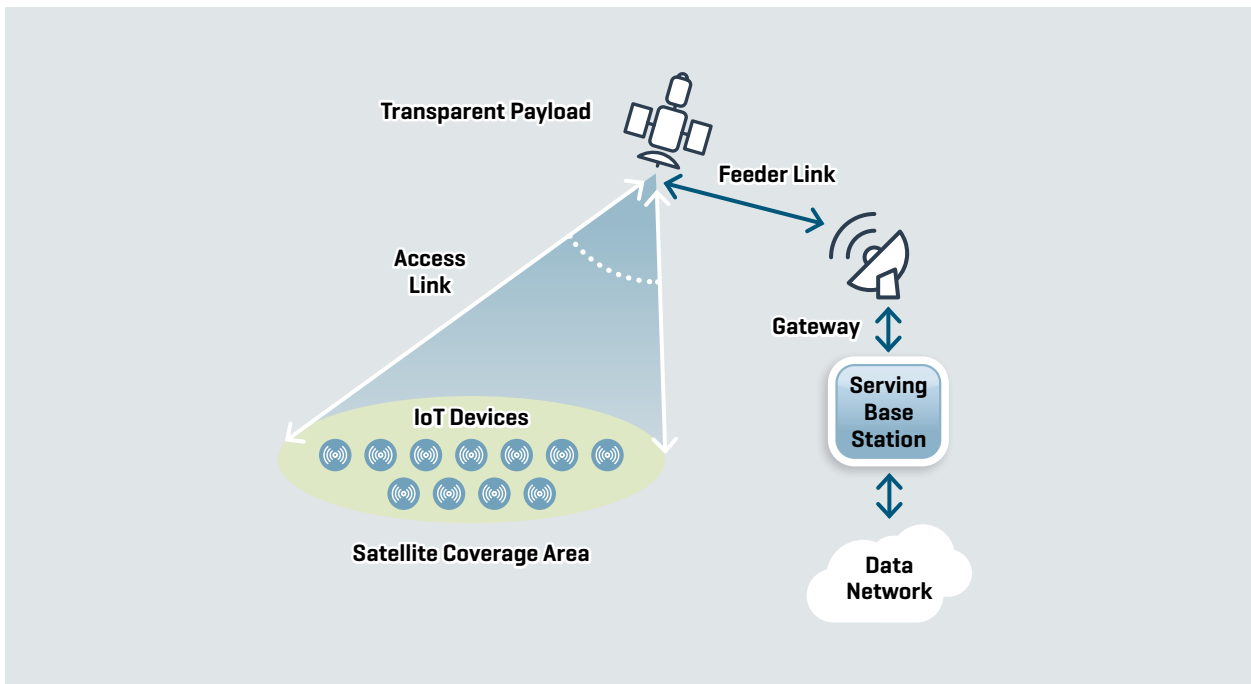 Transparent Payload
Feeder Link
Access
Link
Gateway
Serving
Base
Station
IoT Devices
Satellite Coverage Area
Data
Network